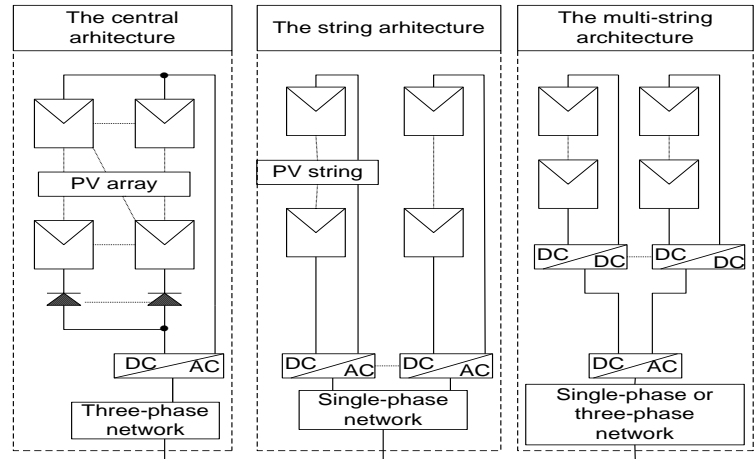 The central
arhitecture
PV array
DC
AC
Three-phase
network
The string arhitecture
PV string
DC
AC
DC
AC
Single-phase
network
The multi-string
architecture
DC
DC
DC
DC
DC
AC
Single-phase or
three-phase
network